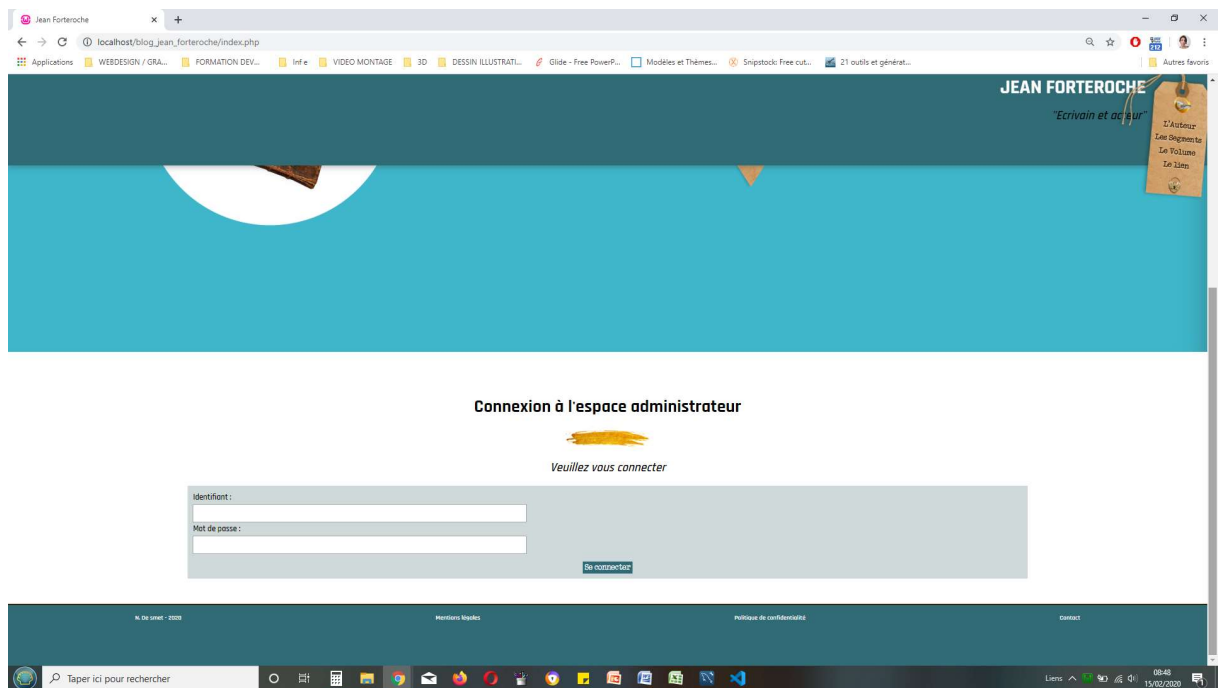 Jean Forteroche
localhost/blog_jean_forteroche/index.php
Applications WEBDESIGN / GRA... FORMATION DEV... Inf e VIDEO MONTAGE 3D DESSIN ILLUSTRATI... Glide - Free PowerP... Modèles et Thèmes... Snipstock: Free cut... 21 outils et générat... Autres favoris
JEAN FORTEROCHE
"Ecrivain et acteur"
L'Auteur
Les Segments
Le Volume
Le lien
Connexion à l'espace administrateur
Veuillez vous connecter
Identifiant :
Mot de passe :
Se connecter
N. De smet - 2020 Mentions légales Politique de confidentialité Contact
Taper ici pour rechercher
Liens
08:48
15/02/2020